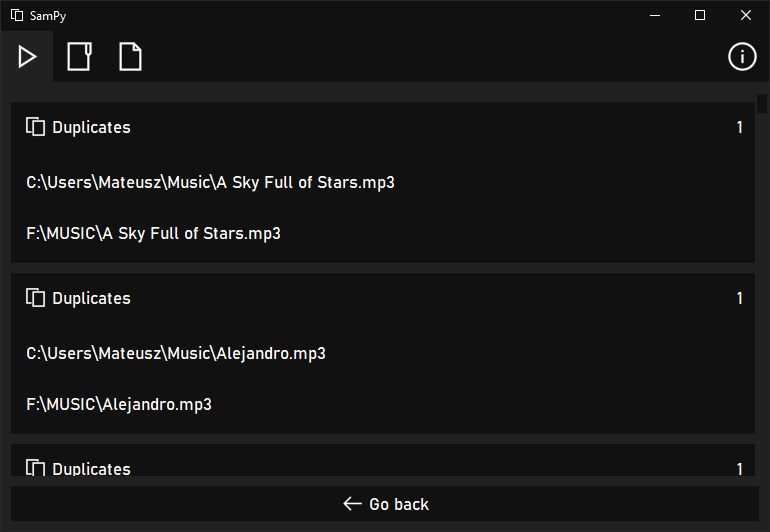 SamPy
Duplicates 1
C:\Users\Mateusz\Music\A Sky Full of Stars.mp3
F:\MUSIC\A Sky Full of Stars.mp3
Duplicates 1
C:\Users\Mateusz\Music\Alejandro.mp3
F:\MUSIC\Alejandro.mp3
Duplicates 1
Go back